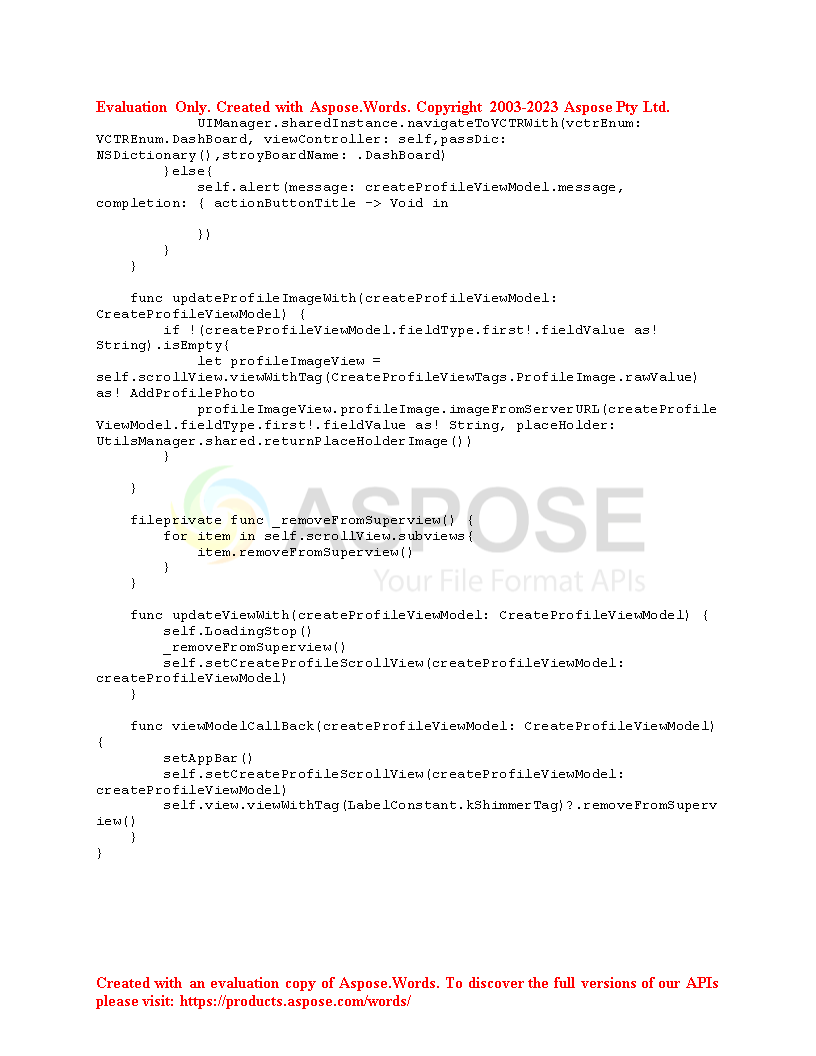 Evaluation Only. Created with Aspose.Words. Copyright 2003-2023 Aspose Pty Ltd.
            UIManager.sharedInstance.navigateToVCTRWith(vctrEnum:
VCTREnum.DashBoard, viewController: self,passDic:
NSDictionary(),stroyBoardName: .DashBoard)
        }else{
            self.alert(message: createProfileViewModel.message,
completion: { actionButtonTitle -> Void in

            })
        }
    }

    func updateProfileImageWith(createProfileViewModel:
CreateProfileViewModel) {
        if !(createProfileViewModel.fieldType.first!.fieldValue as!
String).isEmpty{
            let profileImageView =
self.scrollView.viewWithTag(CreateProfileViewTags.ProfileImage.rawValue)
as! AddProfilePhoto
            profileImageView.profileImage.imageFromServerURL(createProfile
ViewModel.fieldType.first!.fieldValue as! String, placeHolder:
UtilsManager.shared.returnPlaceHolderImage())
        }

    }

    fileprivate func _removeFromSuperview() {
        for item in self.scrollView.subviews{
            item.removeFromSuperview()
        }
    }

    func updateViewWith(createProfileViewModel: CreateProfileViewModel) {
        self.LoadingStop()
        _removeFromSuperview()
        self.setCreateProfileScrollView(createProfileViewModel:
createProfileViewModel)
    }

    func viewModelCallBack(createProfileViewModel: CreateProfileViewModel)
{
        setAppBar()
        self.setCreateProfileScrollView(createProfileViewModel:
createProfileViewModel)
        self.view.viewWithTag(LabelConstant.kShimmerTag)?.removeFromSuperv
iew()
    }
}
ASPOSE
Your File Format APIs
Created with an evaluation copy of Aspose.Words. To discover the full versions of our APIs
please visit: https://products.aspose.com/words/